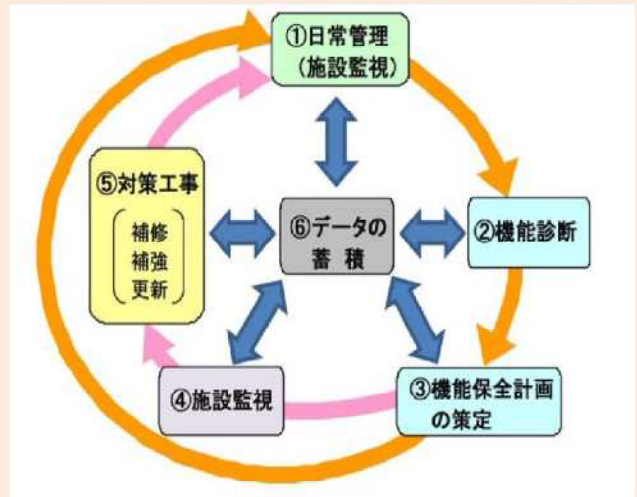 ①日常管理
（施設監視）
⑤対策工事
補修
補強
更新
⑥データの
蓄積
②機能診断
④施設監視
③機能保全計画
の策定